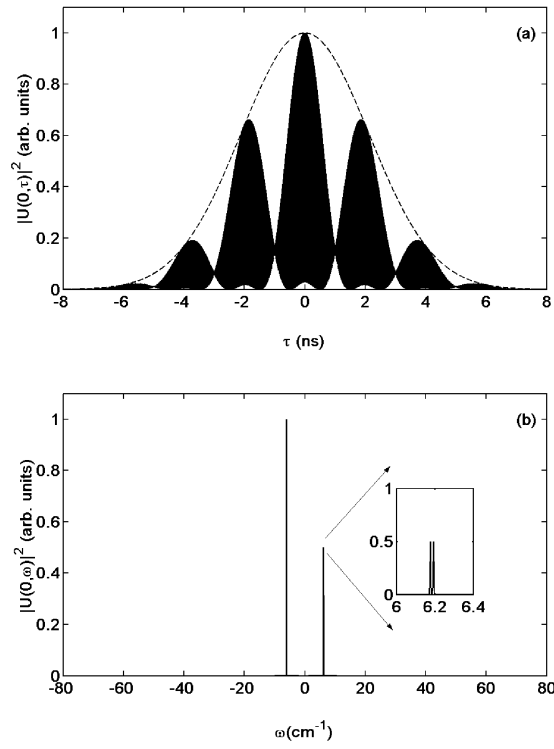 (a)
|U(0,τ)|² (arb. units)
1
0.8
0.6
0.4
0.2
0
-8 -6 -4 -2 0 2 4 6 8
τ (ns)
(b)
|U(0,ω)|² (arb. units)
1
0.8
0.6
0.4
0.2
0
1
0.5
0
6 6.2 6.4
-80 -60 -40 -20 0 20 40 60 80
ω(cm⁻¹)